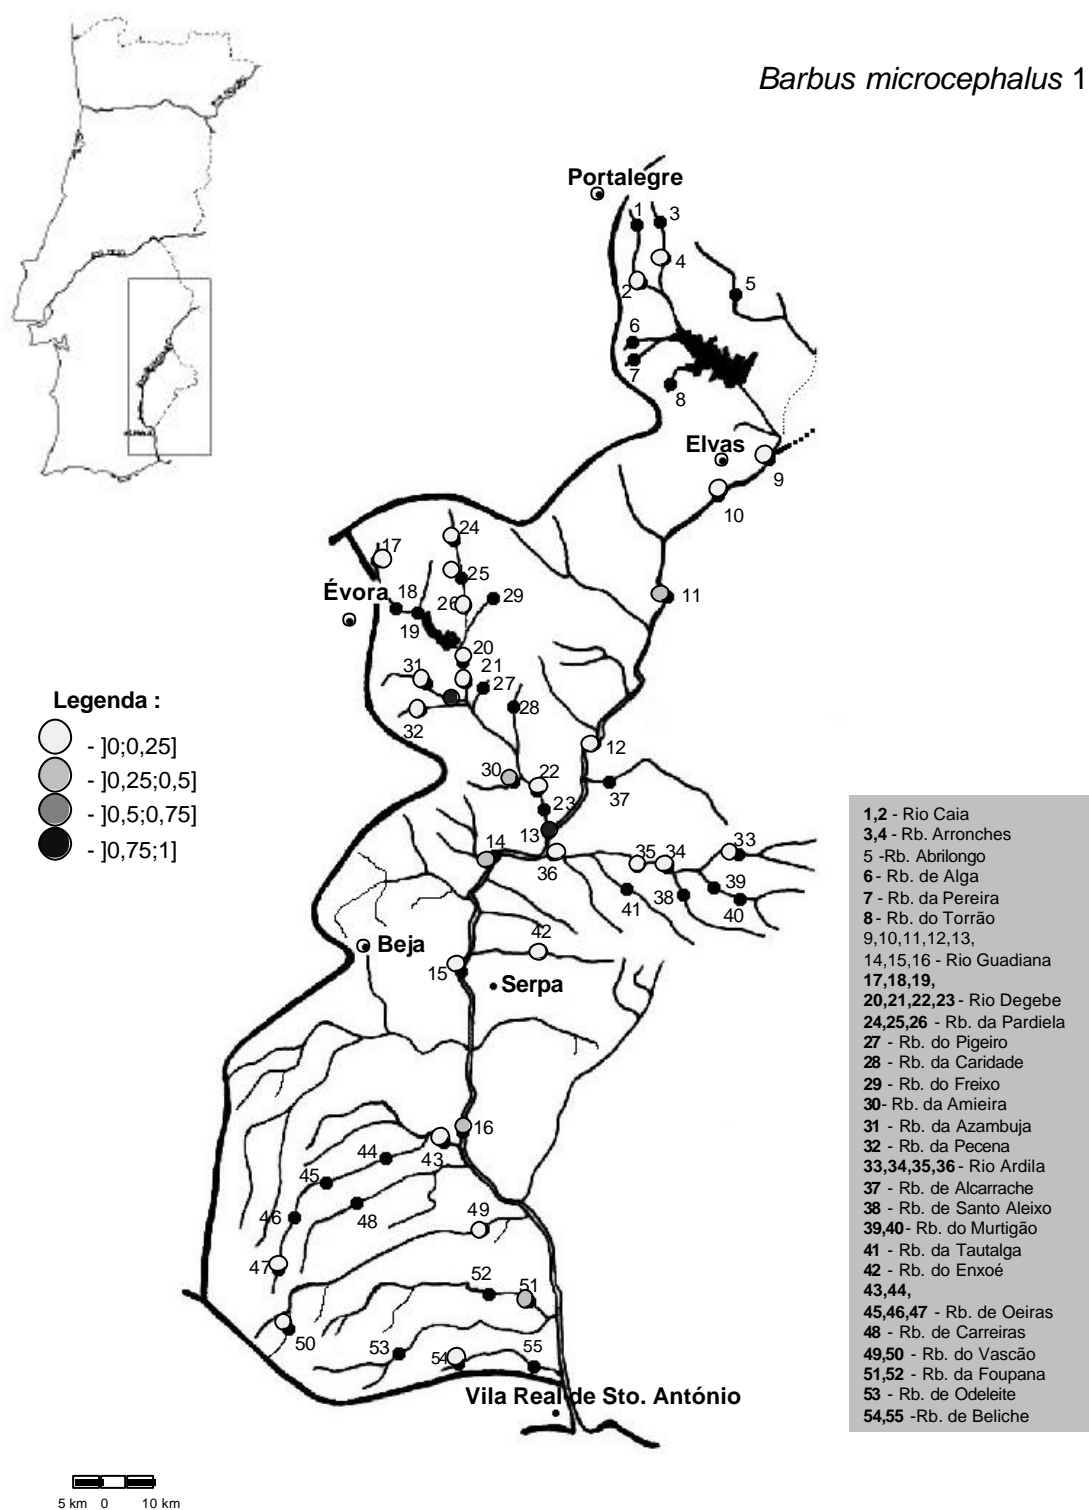 Barbus microcephalus 1
Portalegre
1
3
4
2
5
6
7
8
Elvas
9
10
11
24
17
25
Évora
18
26
29
19
20
21
31
27
32
28
12
30
22
37
23
13
14
36
35
34
33
39
38
40
41
42
Beja
15
Serpa
16
43
44
45
46
48
49
47
50
52
51
53
54
55
Vila Real de Sto. António
Legenda :
- ]0;0,25]
- ]0,25;0,5]
- ]0,5;0,75]
- ]0,75;1]
1,2 - Rio Caia
3,4 - Rb. Arronches
5 -Rb. Abrilongo
6 - Rb. de Alga
7 - Rb. da Pereira
8 - Rb. do Torrão
9,10,11,12,13,
14,15,16 - Rio Guadiana
17,18,19,
20,21,22,23 - Rio Degebe
24,25,26 - Rb. da Pardiela
27 - Rb. do Pigeiro
28 - Rb. da Caridade
29 - Rb. do Freixo
30- Rb. da Amieira
31 - Rb. da Azambuja
32 - Rb. da Pecena
33,34,35,36 - Rio Ardila
37 - Rb. de Alcarrache
38 - Rb. de Santo Aleixo
39,40- Rb. do Murtigão
41 - Rb. da Tautalga
42 - Rb. do Enxoé
43,44,
45,46,47 - Rb. de Oeiras
48 - Rb. de Carreiras
49,50 - Rb. do Vascão
51,52 - Rb. da Foupana
53 - Rb. de Odeleite
54,55 -Rb. de Beliche
5 km 0 10 km